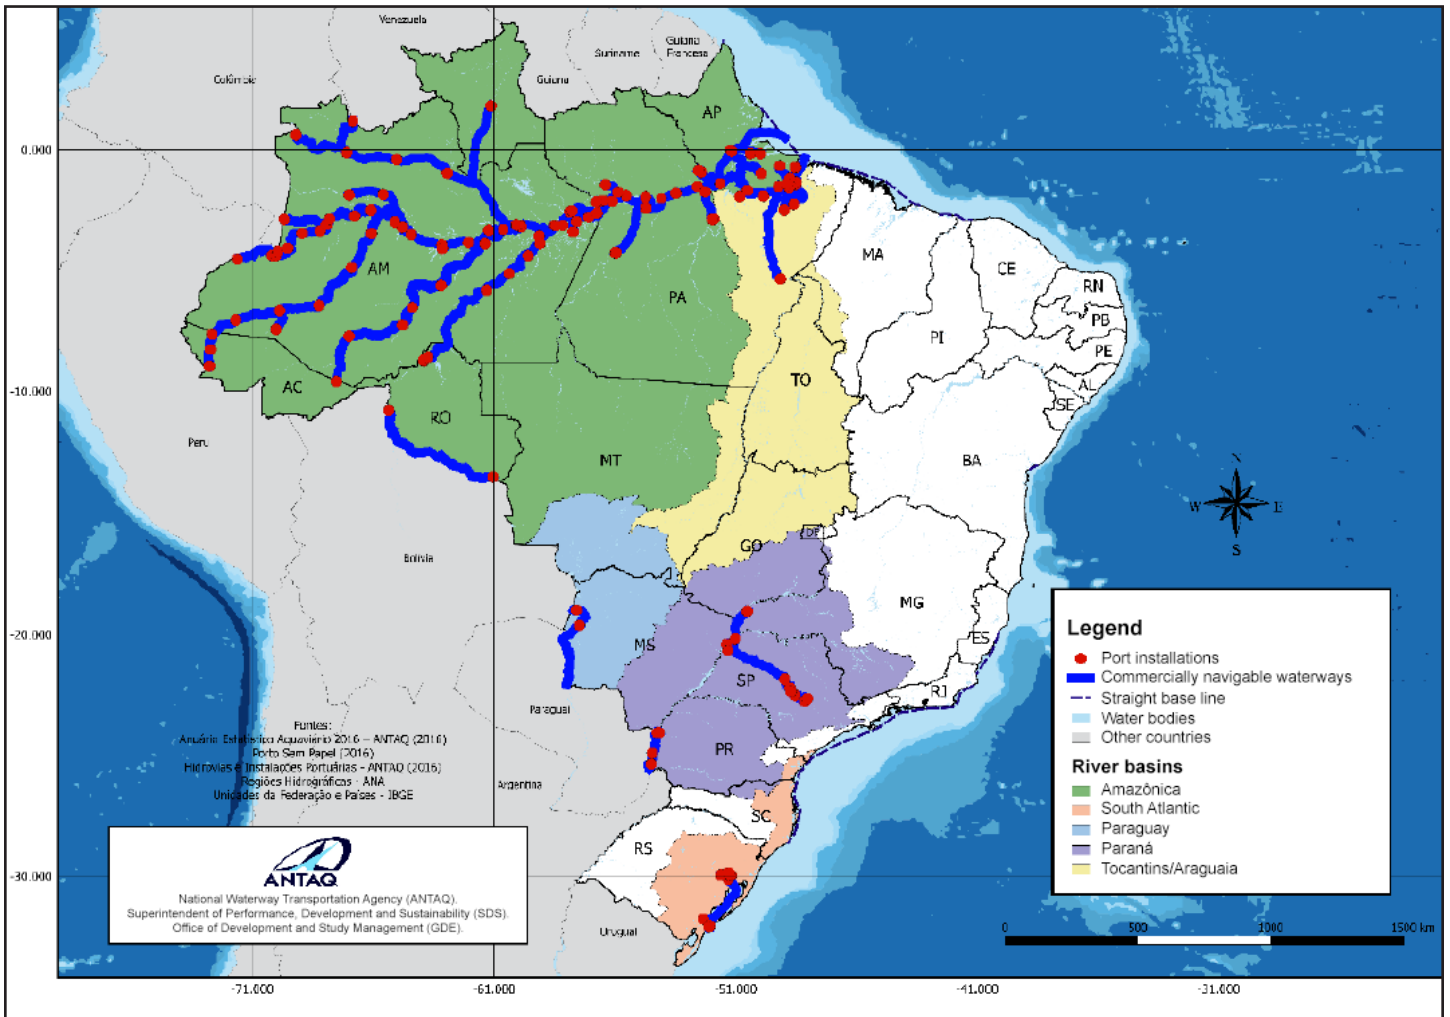 Venezuela
Colômbia
Guiana
Suriname
Guiana
Francesa
AP
0.000
AM
PA
MA
CE
RN
PB
PE
AL
SE
PI
TO
AC
RO
-10.000
Peru
MT
BA
N
W
E
S
Bolívia
GO
DF
MG
ES
-20.000
MS
SP
RJ
Paraguai
PR
Argentina
SC
RS
-30.000
Uruguai
Fuentes:
Anuário Estatístico Aquaviário 2016 – ANTAQ (2016)
Porto Sem Papel (2016)
Hidrovias e Instalações Portuárias - ANTAQ (2016)
Regiões Hidrográficas - ANA
Unidades da Federação e Países - IBGE
ANTAQ
National Waterway Transportation Agency (ANTAQ).
Superintendent of Performance, Development and Sustainability (SDS).
Office of Development and Study Management (GDE).
Legend
Port installations
Commercially navigable waterways
Straight base line
Water bodies
Other countries
River basins
Amazônica
South Atlantic
Paraguay
Paraná
Tocantins/Araguaia
0 500 1000 1500 km
-71.000 -61.000 -51.000 -41.000 -31.000